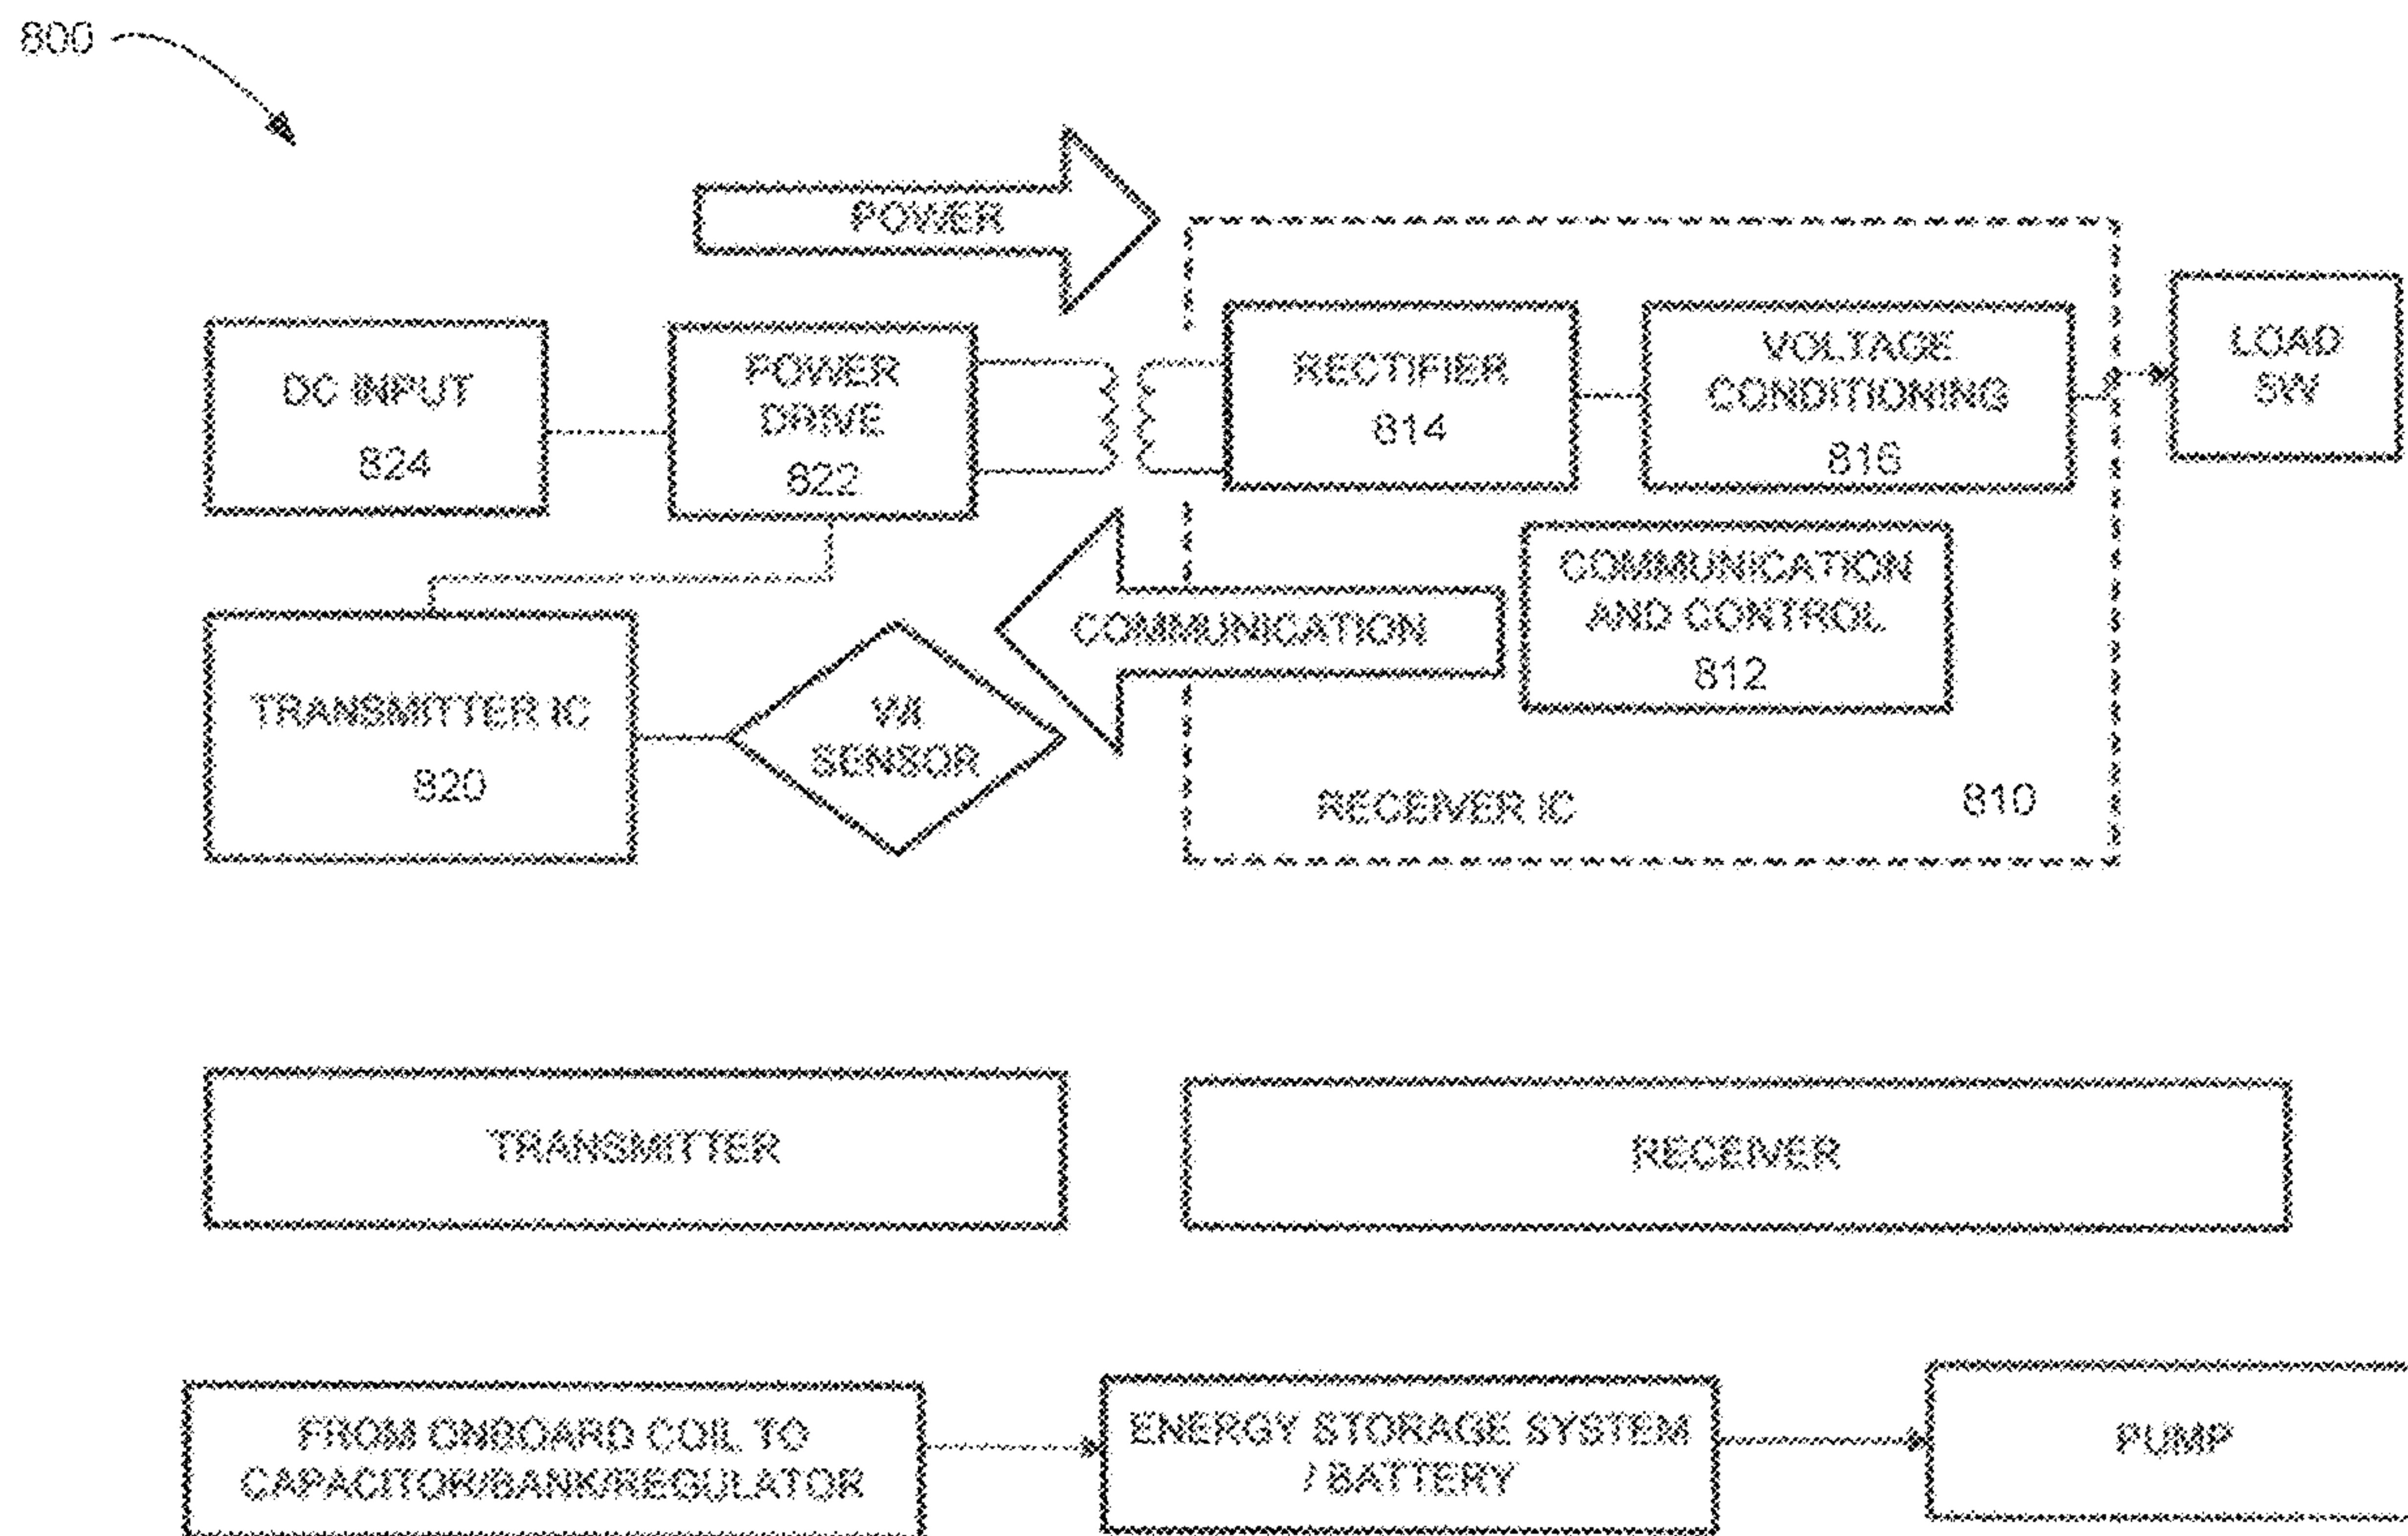 800
POWER
DC INPUT
824
POWER
DRIVE
822
RECTIFIER
814
VOLTAGE
CONDITIONING
816
LOAD
5W
COMMUNICATION
AND CONTROL
812
COMMUNICATION
TRANSMITTER IC
820
V/I
SENSOR
RECEIVER IC
810
TRANSMITTER
RECEIVER
FROM ONBOARD COIL TO
CAPACITOR/BANK/REGULATOR
ENERGY STORAGE SYSTEM
/ BATTERY
PUMP